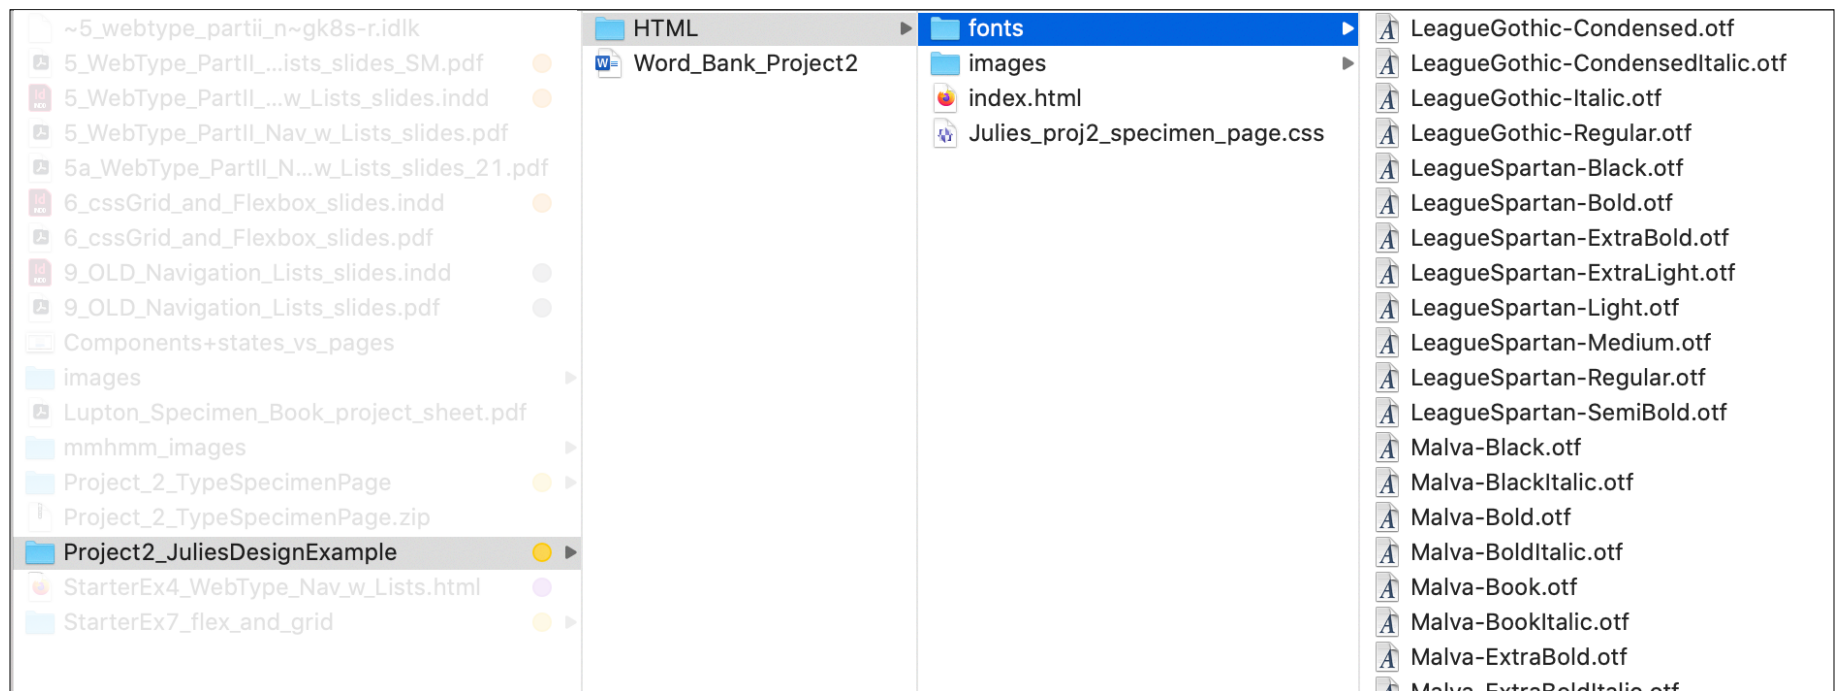 ~5_webtype_partii_n~gk8s-r.idlk
5_WebType_PartII_...ists_slides_SM.pdf
5_WebType_PartII_...w_Lists_slides.indd
5_WebType_PartII_Nav_w_Lists_slides.pdf
5a_WebType_PartII_N...w_Lists_slides_21.pdf
6_cssGrid_and_Flexbox_slides.indd
6_cssGrid_and_Flexbox_slides.pdf
9_OLD_Navigation_Lists_slides.indd
9_OLD_Navigation_Lists_slides.pdf
Components+states_vs_pages
images
Lupton_Specimen_Book_project_sheet.pdf
mmhmm_images
Project_2_TypeSpecimenPage
Project_2_TypeSpecimenPage.zip
Project2_JuliesDesignExample
StarterEx4_WebType_Nav_w_Lists.html
StarterEx7_flex_and_grid
HTML
Word_Bank_Project2
fonts
images
index.html
Julies_proj2_specimen_page.css
LeagueGothic-Condensed.otf
LeagueGothic-CondensedItalic.otf
LeagueGothic-Italic.otf
LeagueGothic-Regular.otf
LeagueSpartan-Black.otf
LeagueSpartan-Bold.otf
LeagueSpartan-ExtraBold.otf
LeagueSpartan-ExtraLight.otf
LeagueSpartan-Light.otf
LeagueSpartan-Medium.otf
LeagueSpartan-Regular.otf
LeagueSpartan-SemiBold.otf
Malva-Black.otf
Malva-BlackItalic.otf
Malva-Bold.otf
Malva-BoldItalic.otf
Malva-Book.otf
Malva-BookItalic.otf
Malva-ExtraBold.otf
Malva-ExtraBoldItalic.otf